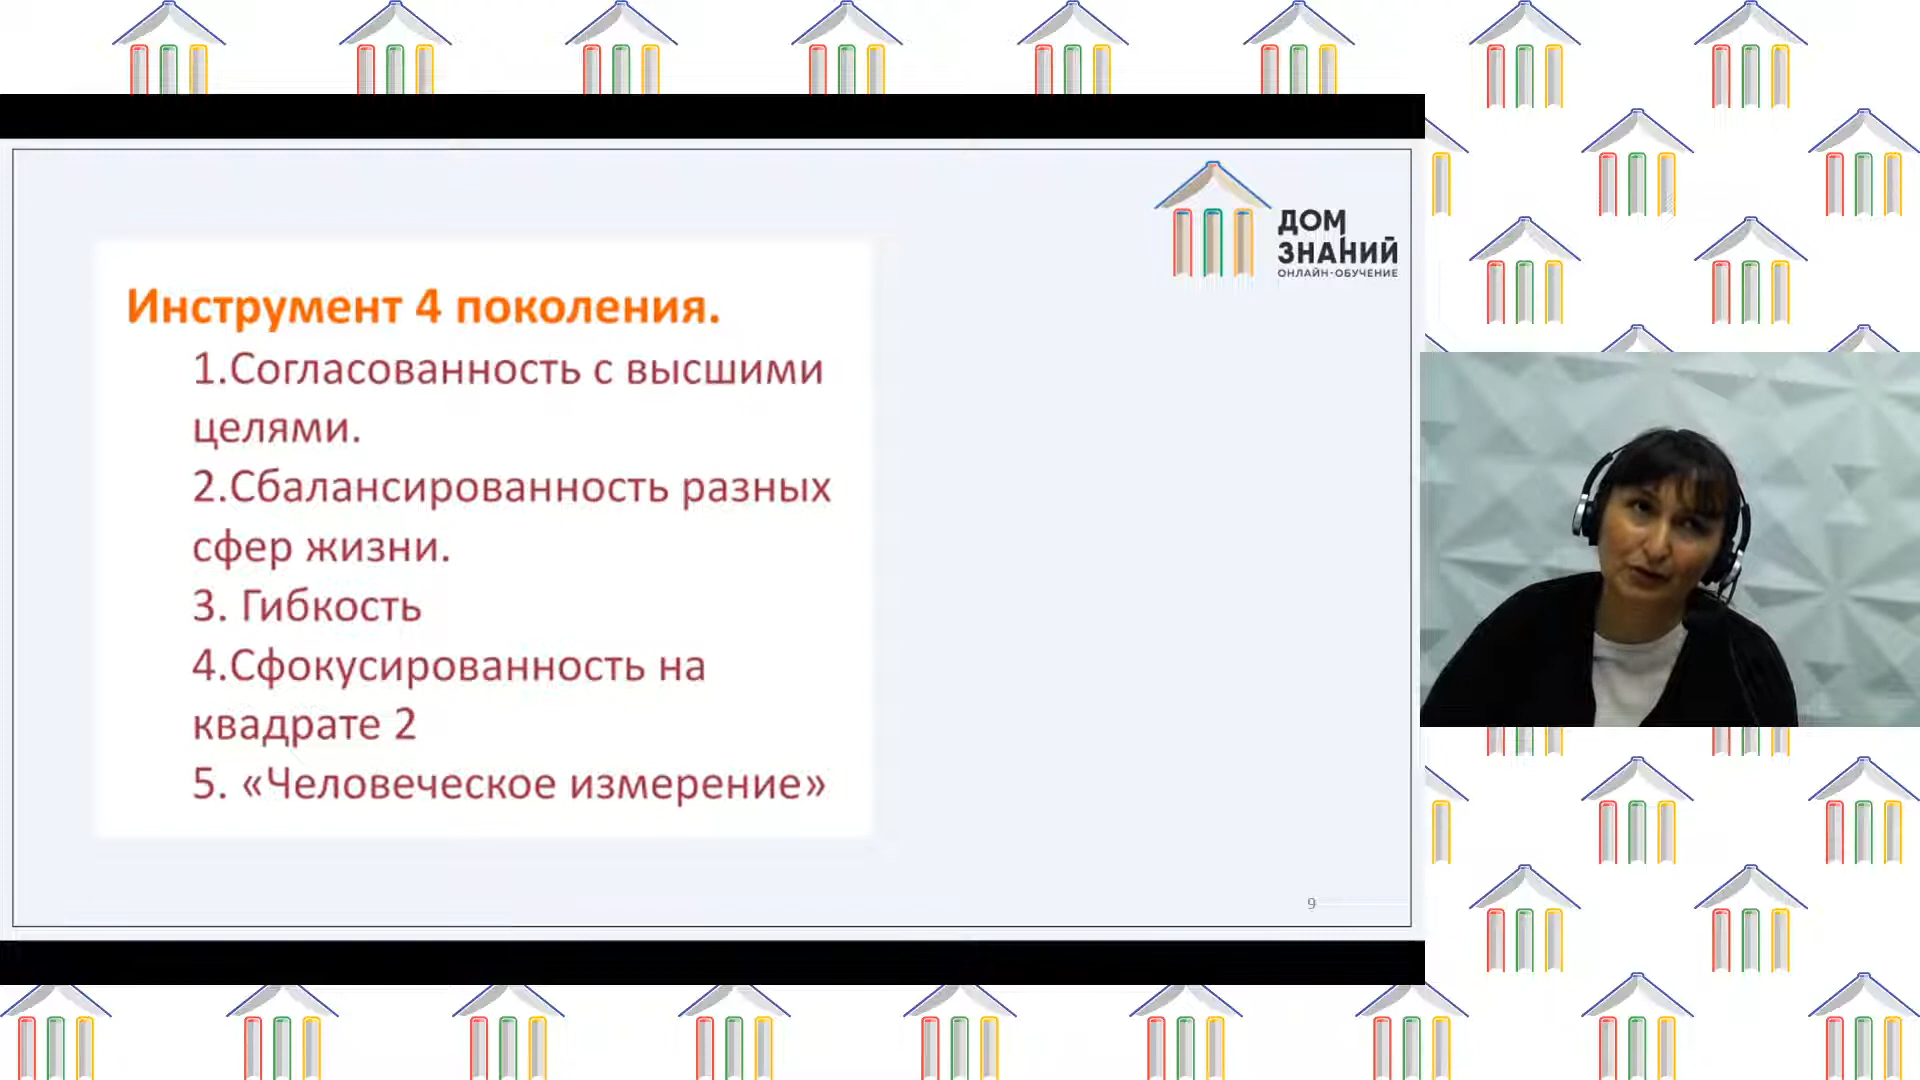 ДОМ
ЗНАНИЙ
ОНЛАЙН-ОБУЧЕНИЕ
Инструмент 4 поколения.
1.Согласованность с высшими
целями.
2.Сбалансированность разных
сфер жизни.
3. Гибкость
4.Сфокусированность на
квадрате 2
5. «Человеческое измерение»
9